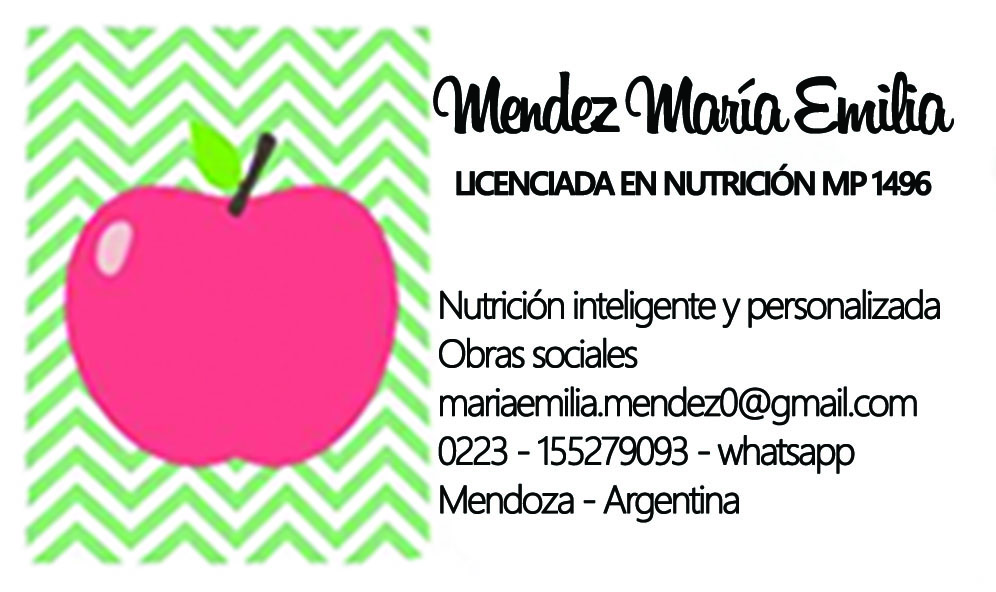 Mendez María Emilia
LICENCIADA EN NUTRICIÓN MP 1496
Nutrición inteligente y personalizada
Obras sociales
mariaemilia.mendez0@gmail.com
0223 - 155279093 - whatsapp
Mendoza - Argentina